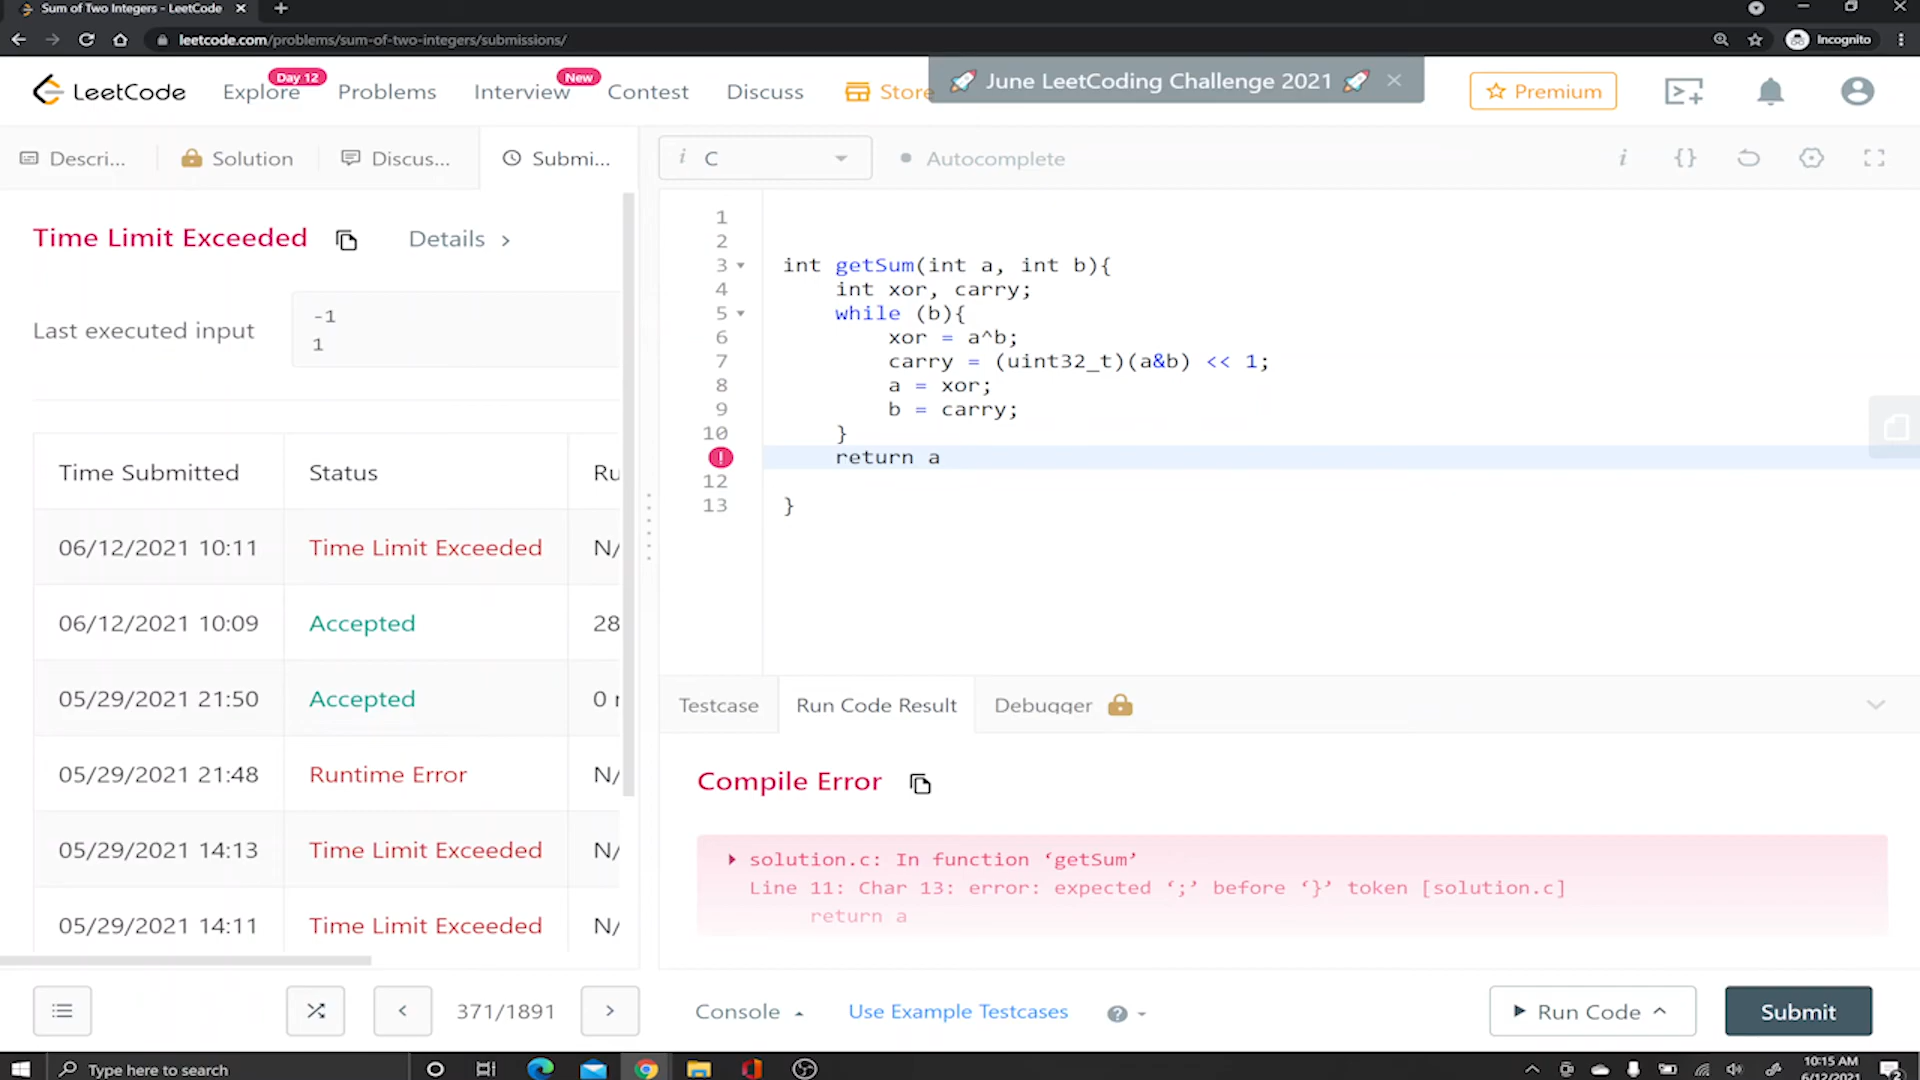 Sum of Two Integers - LeetCode
leetcode.com/problems/sum-of-two-integers/submissions/
Incognito
LeetCode
Explore
Day 12
Problems
Interview
New
Contest
Discuss
Store
🚀 June LeetCoding Challenge 2021 🚀
Premium
Descri...
Solution
Discus...
Submi...
i C
Autocomplete
Time Limit Exceeded
Details >
Last executed input
-1
1
Time Submitted Status Ru
06/12/2021 10:11 Time Limit Exceeded N/
06/12/2021 10:09 Accepted 28
05/29/2021 21:50 Accepted 0
05/29/2021 21:48 Runtime Error N/
05/29/2021 14:13 Time Limit Exceeded N/
05/29/2021 14:11 Time Limit Exceeded N/
371/1891
1
2
3 int getSum(int a, int b){
4 int xor, carry;
5 while (b){
6 xor = a^b;
7 carry = (uint32_t)(a&b) << 1;
8 a = xor;
9 b = carry;
10 }
return a
12
13 }
Testcase
Run Code Result
Debugger
Compile Error
solution.c: In function ‘getSum’
Line 11: Char 13: error: expected ‘;’ before ‘}’ token [solution.c]
return a
Console
Use Example Testcases
Run Code
Submit
Type here to search
10:15 AM
6/12/2021
2